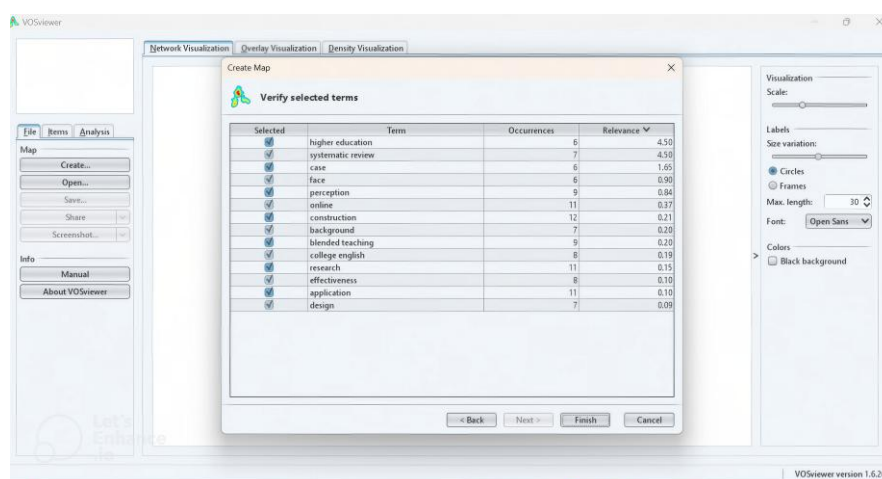 VOSviewer
Network Visualization Overlay Visualization Density Visualization
Create Map
Verify selected terms
Selected Term Occurrences Relevance
higher education 6 4.50
systematic review 7 4.50
case 6 1.65
face 6 0.90
perception 9 0.84
online 11 0.37
construction 12 0.21
background 7 0.20
blended teaching 9 0.20
college english 8 0.19
research 11 0.15
effectiveness 8 0.10
application 11 0.10
design 7 0.09
< Back Next > Finish Cancel
File Items Analysis
Map
Create...
Open...
Save...
Share
Screenshot...
Info
Manual
About VOSviewer
Visualization
Scale:
Labels
Size variation:
Circles
Frames
Max. length: 30
Font: Open Sans
Colors
> Black background
Let's
Enhance
.io
VOSviewer version 1.6.2